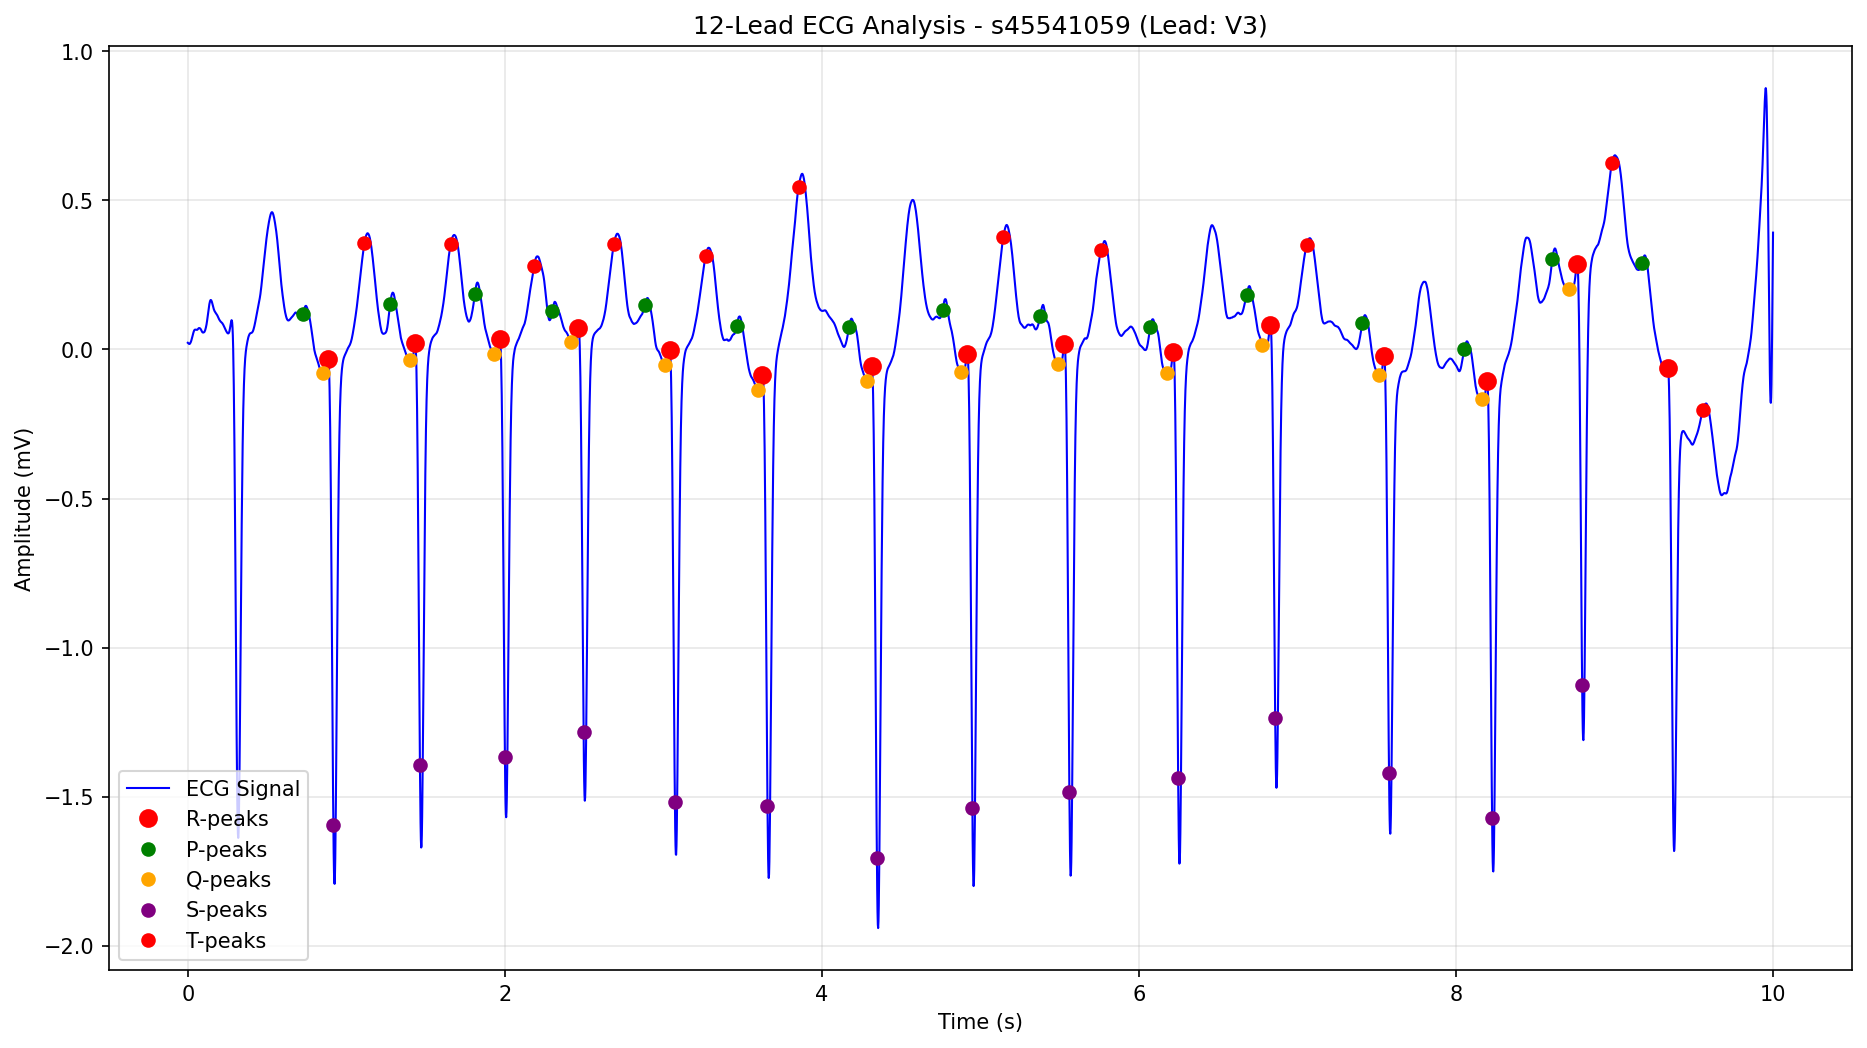 12-Lead ECG Analysis - s45541059 (Lead: V3)
1.0
0.5
0.0
−0.5
−1.0
−1.5
−2.0
Amplitude (mV)
ECG Signal
R-peaks
P-peaks
Q-peaks
S-peaks
T-peaks
0 2 4 6 8 10
Time (s)